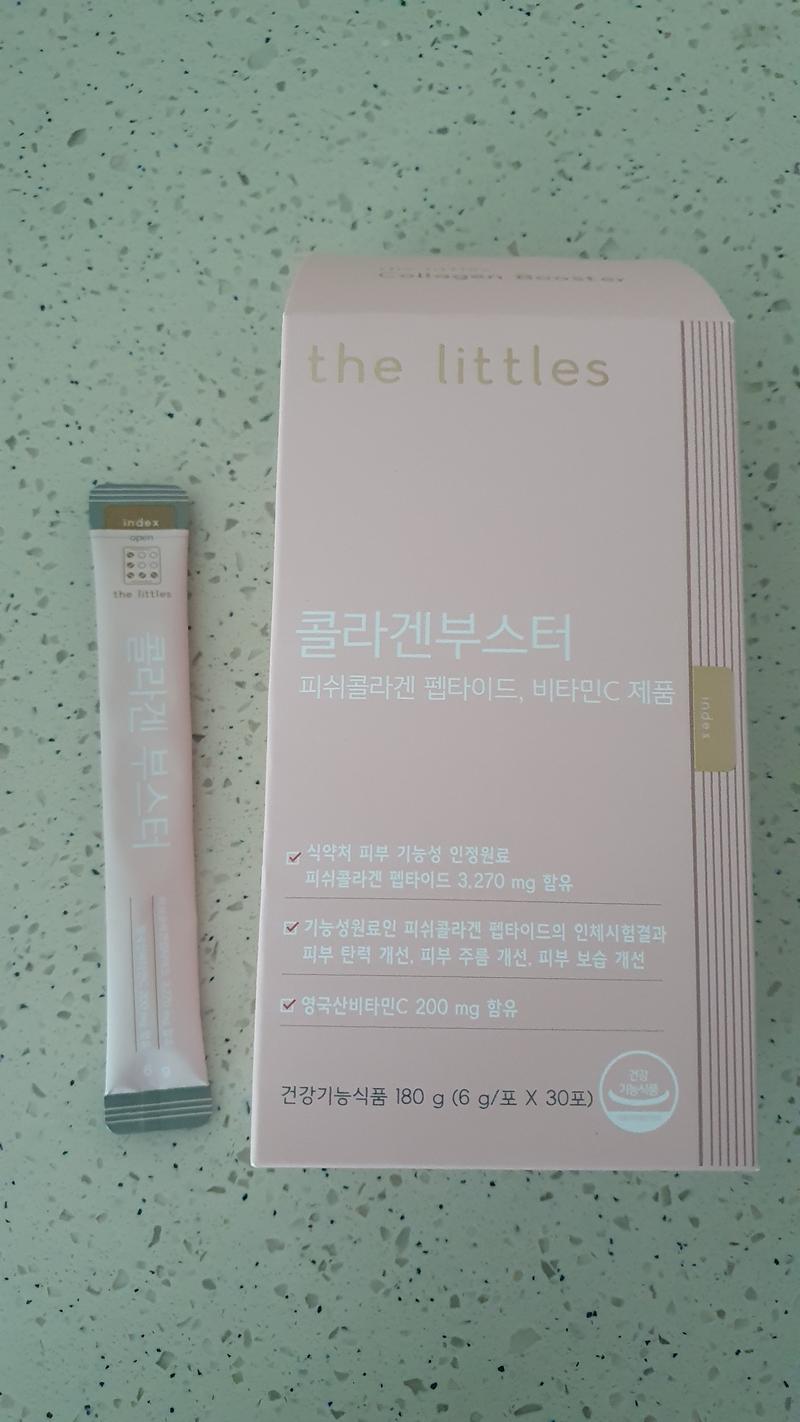 Collagen Booster
the littles
콜라겐부스터
피쉬콜라겐 펩타이드, 비타민C 제품
index
식약처 피부 기능성 인정원료
피쉬콜라겐 펩타이드 3,270 mg 함유
기능성원료인 피쉬콜라겐 펩타이드의 인체시험결과
피부 탄력 개선, 피부 주름 개선, 피부 보습 개선
영국산비타민C 200 mg 함유
건강기능식품 180 g (6 g/포 X 30포)
건강
기능식품
index
open
the littles
콜라겐 부스터
6 g